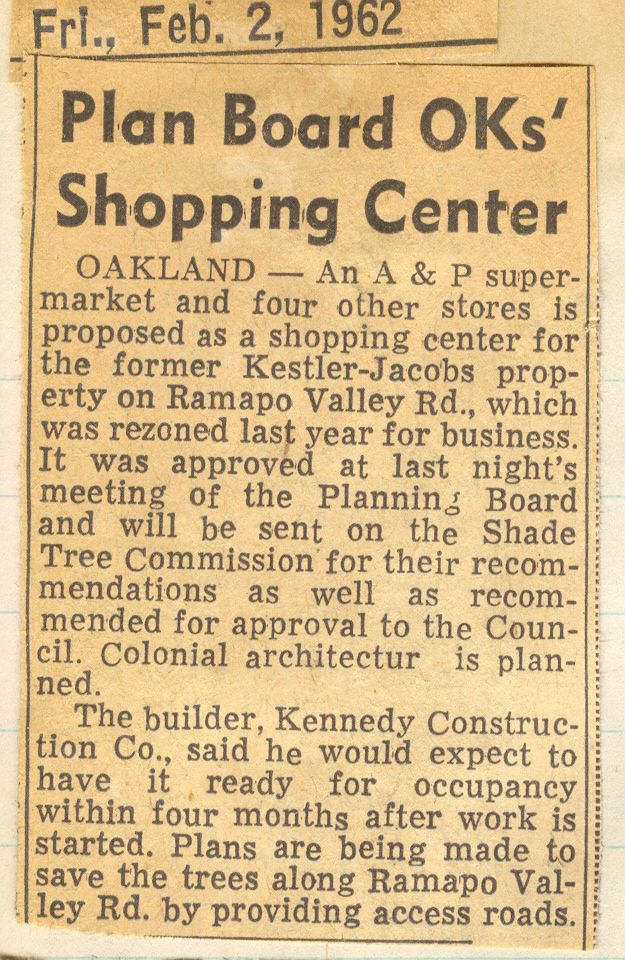 Fri., Feb. 2, 1962
Plan Board OKs'
Shopping Center
OAKLAND — An A & P super-
market and four other stores is
proposed as a shopping center for
the former Kestler-Jacobs prop-
erty on Ramapo Valley Rd., which
was rezoned last year for business.
It was approved at last night's
meeting of the Planning Board
and will be sent on the Shade
Tree Commission for their recom-
mendations as well as recom-
mended for approval to the Coun-
cil. Colonial architectur is plan-
ned.
The builder, Kennedy Construc-
tion Co., said he would expect to
have it ready for occupancy
within four months after work is
started. Plans are being made to
save the trees along Ramapo Val-
ley Rd. by providing access roads.